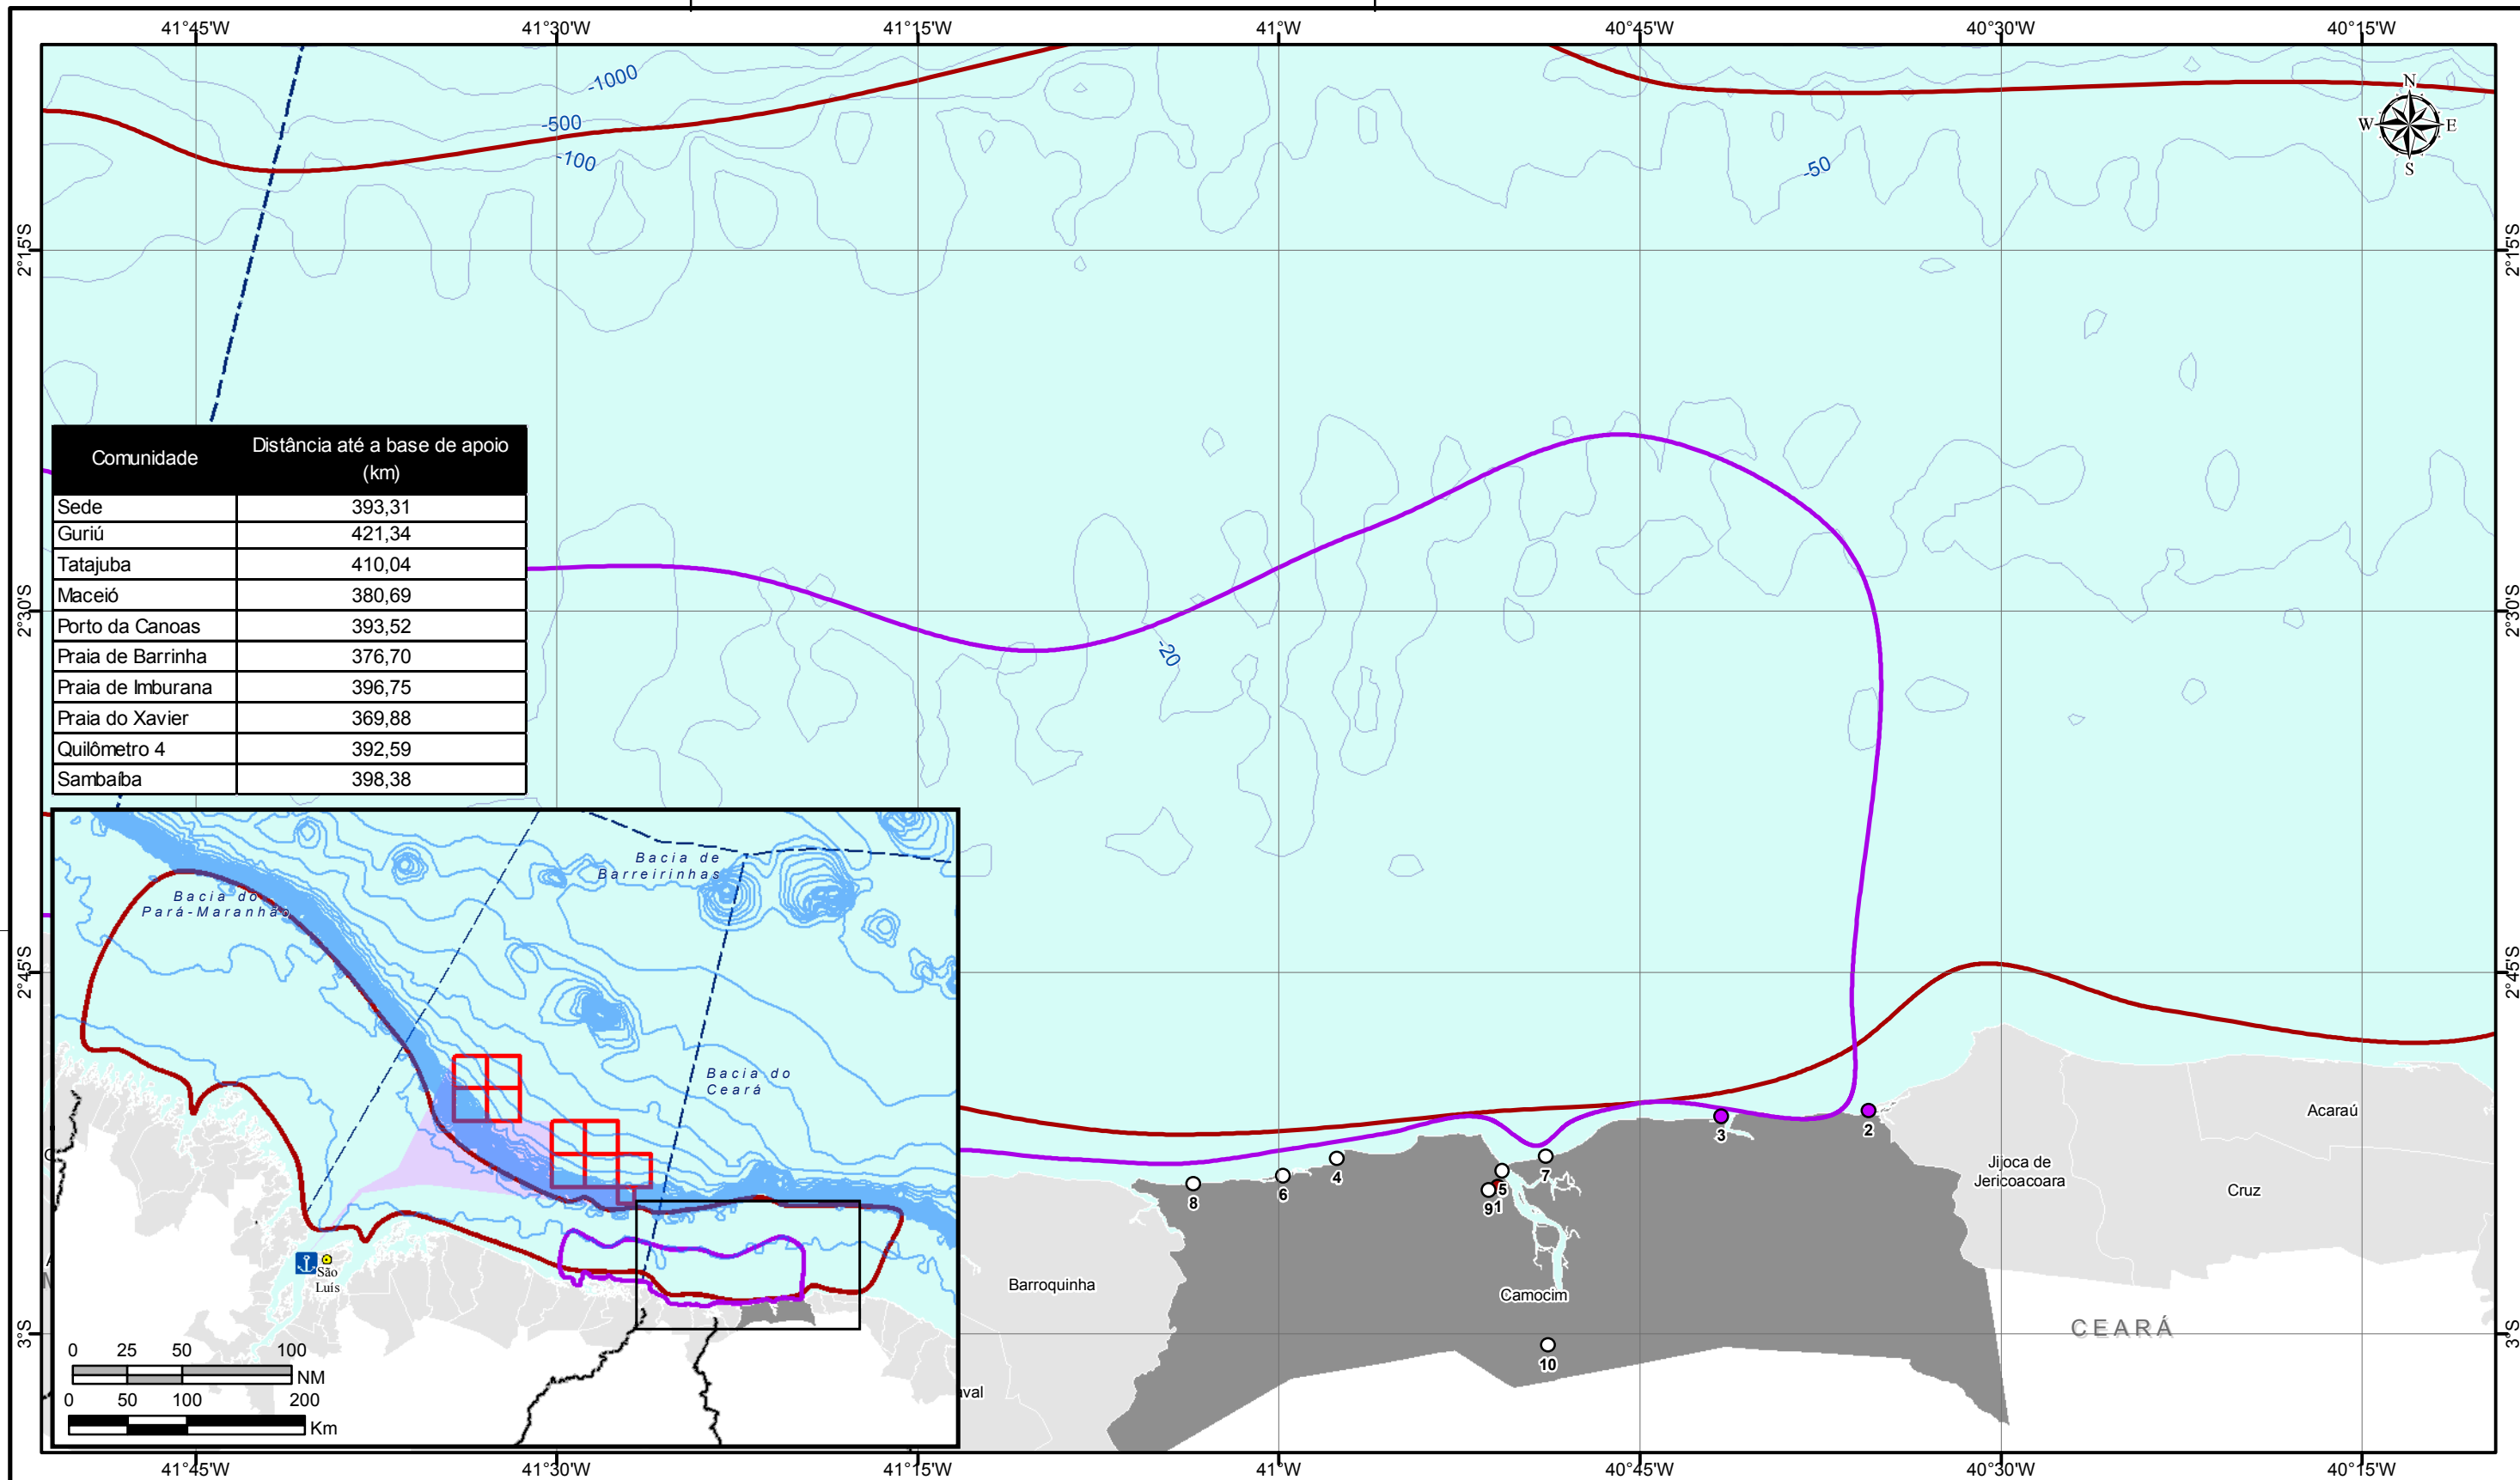 41°45'W 41°30'W 41°15'W 41°W 40°45'W 40°30'W 40°15'W
-1000
-500
-100
-50
N
W E
S
2°15'S 2°15'S
Comunidade Distância até a base de apoio
(km)
Sede 393,31
Guriú 421,34
Tatajuba 410,04
Maceió 380,69
Porto da Canoas 393,52
Praia de Barrinha 376,70
Praia de Imburana 396,75
Praia do Xavier 369,88
Quilômetro 4 392,59
Sambaíba 398,38
2°30'S 2°30'S
-20
2°45'S 2°45'S
Bacia de
Barreirinhas
Bacia do
Pará-Maranhão
Bacia do
Ceará
São
Luís
0 25 50 100
NM
0 50 100 200
Km
3 2
4 7
8 6 5
9 1
10
Acaraú
Jijoca de
Jericoacoara
Cruz
Barroquinha
Camocim
CEARÁ
val
3°S 3°S
41°45'W 41°30'W 41°15'W 41°W 40°45'W 40°30'W 40°15'W